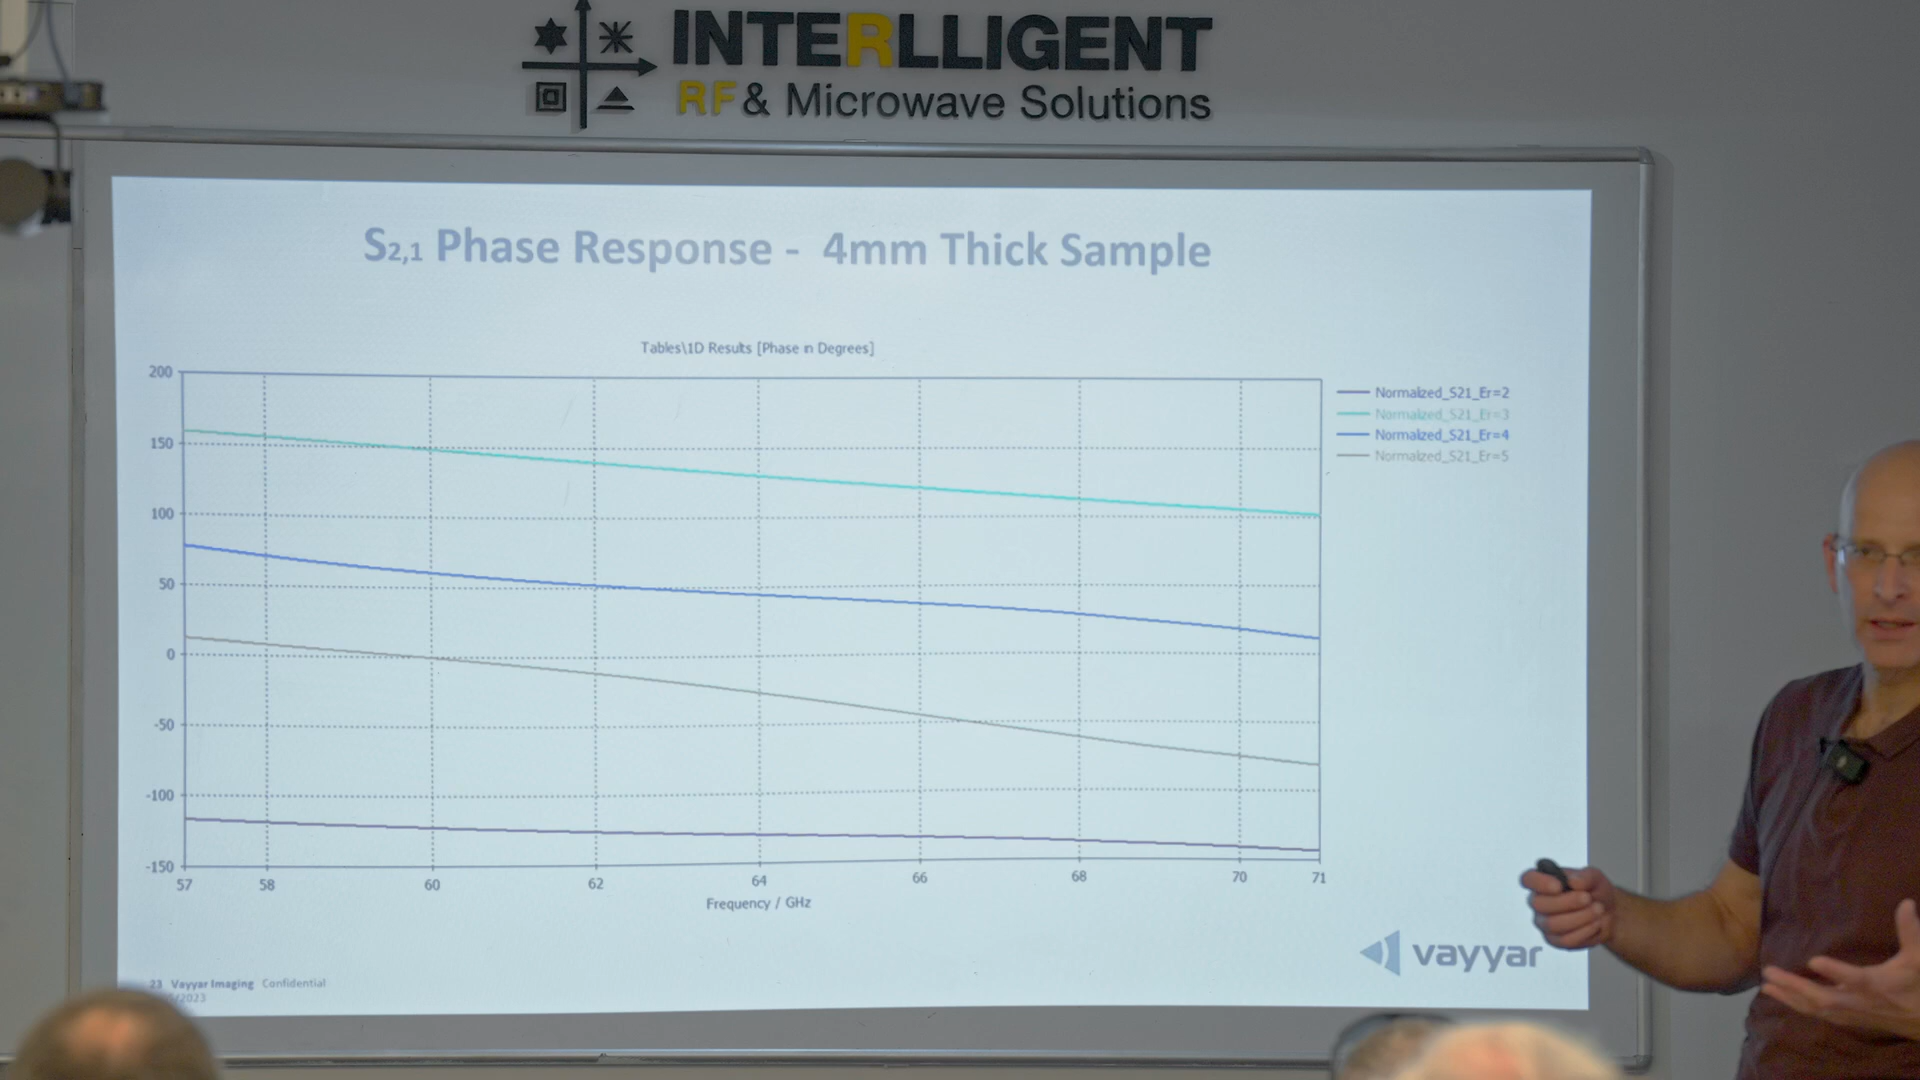 INTERLLIGENT
RF & Microwave Solutions
S2,1 Phase Response - 4mm Thick Sample
Tables\1D Results [Phase in Degrees]
200
150
100
50
0
-50
-100
-150
57 58 60 62 64 66 68 70 71
Frequency / GHz
Normalized_S21_Er=2
Normalized_S21_Er=3
Normalized_S21_Er=4
Normalized_S21_Er=5
vayyar
23 Vayyar Imaging Confidential
/2023